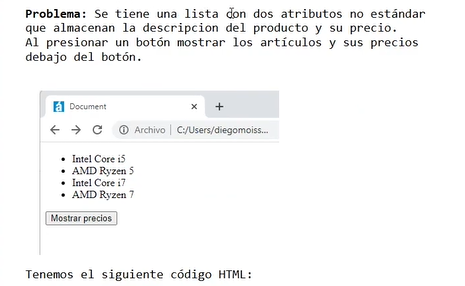 Problema: Se tiene una lista con dos atributos no estándar
que almacenan la descripcion del producto y su precio.
Al presionar un botón mostrar los artículos y sus precios
debajo del botón.
Document
Archivo | C:/Users/diegomoiss...
Intel Core i5
AMD Ryzen 5
Intel Core i7
AMD Ryzen 7
Mostrar precios
Tenemos el siguiente código HTML: